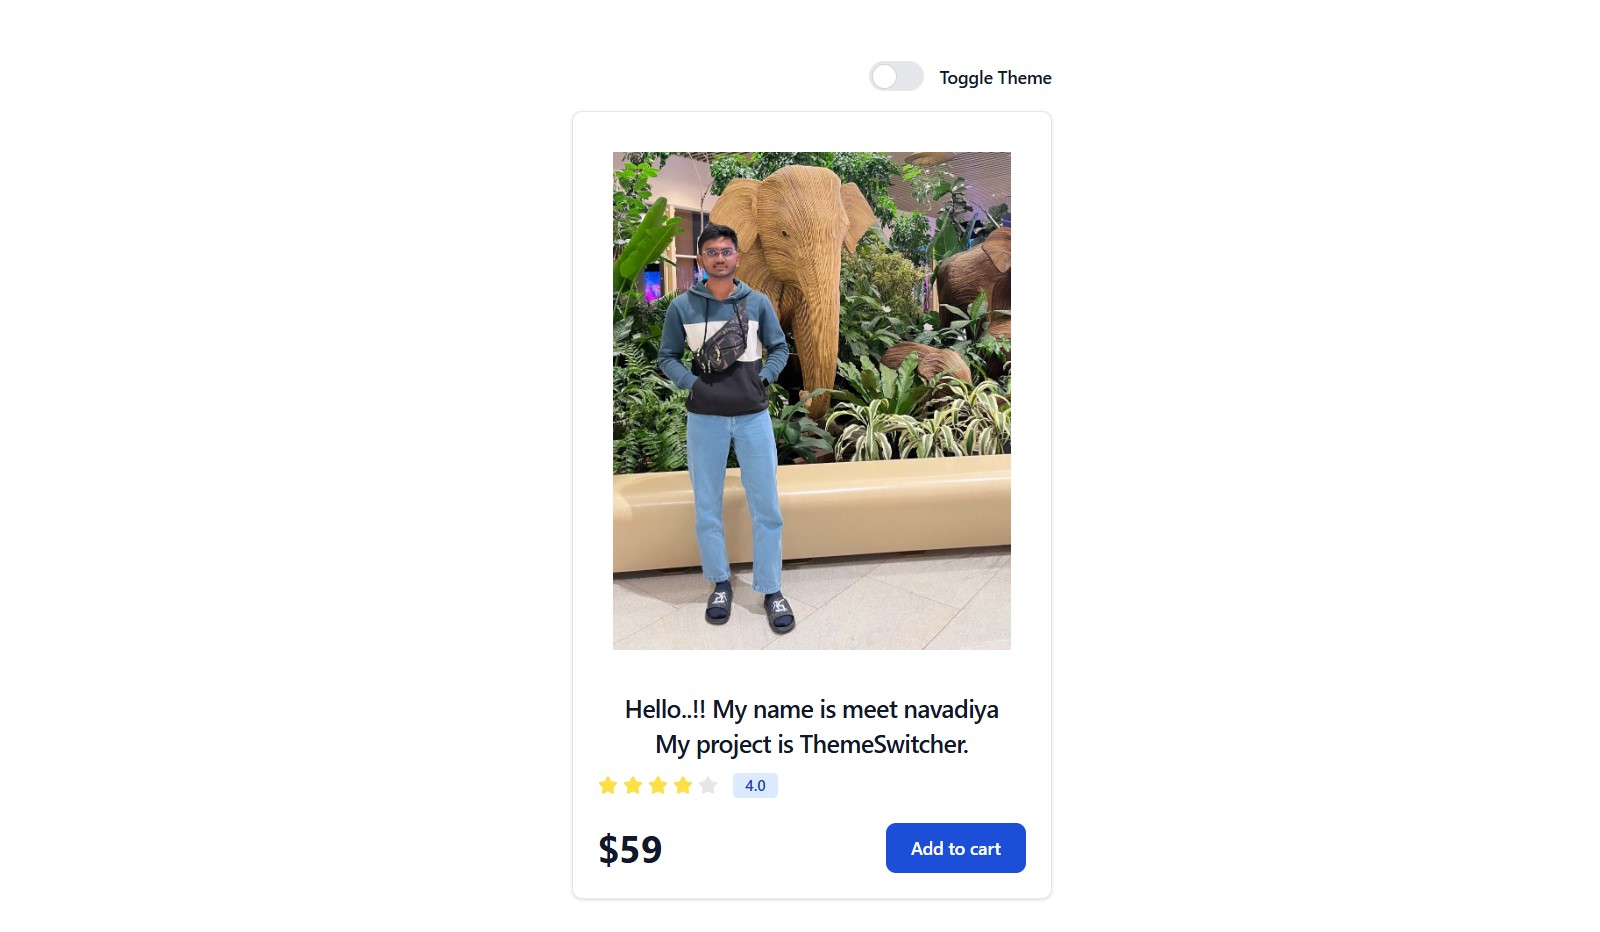 Toggle Theme
Hello..!! My name is meet navadiya
My project is ThemeSwitcher.
4.0
$59
Add to cart